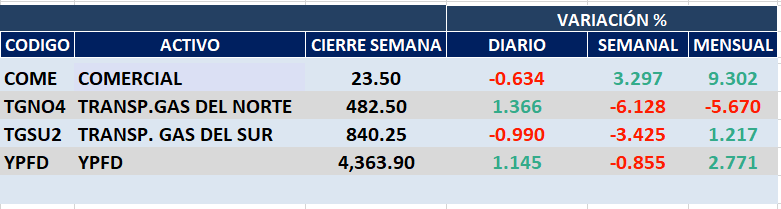 VARIACIÓN %
CODIGO ACTIVO CIERRE SEMANA DIARIO SEMANAL MENSUAL
COME COMERCIAL 23.50 -0.634 3.297 9.302
TGNO4 TRANSP.GAS DEL NORTE 482.50 1.366 -6.128 -5.670
TGSU2 TRANSP. GAS DEL SUR 840.25 -0.990 -3.425 1.217
YPFD YPFD 4,363.90 1.145 -0.855 2.771